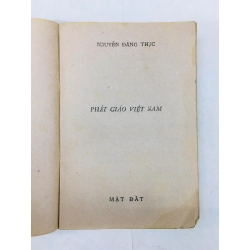 NGUYỄN ĐĂNG THỤC
PHẬT GIÁO VIỆT NAM
MẶT ĐẤT